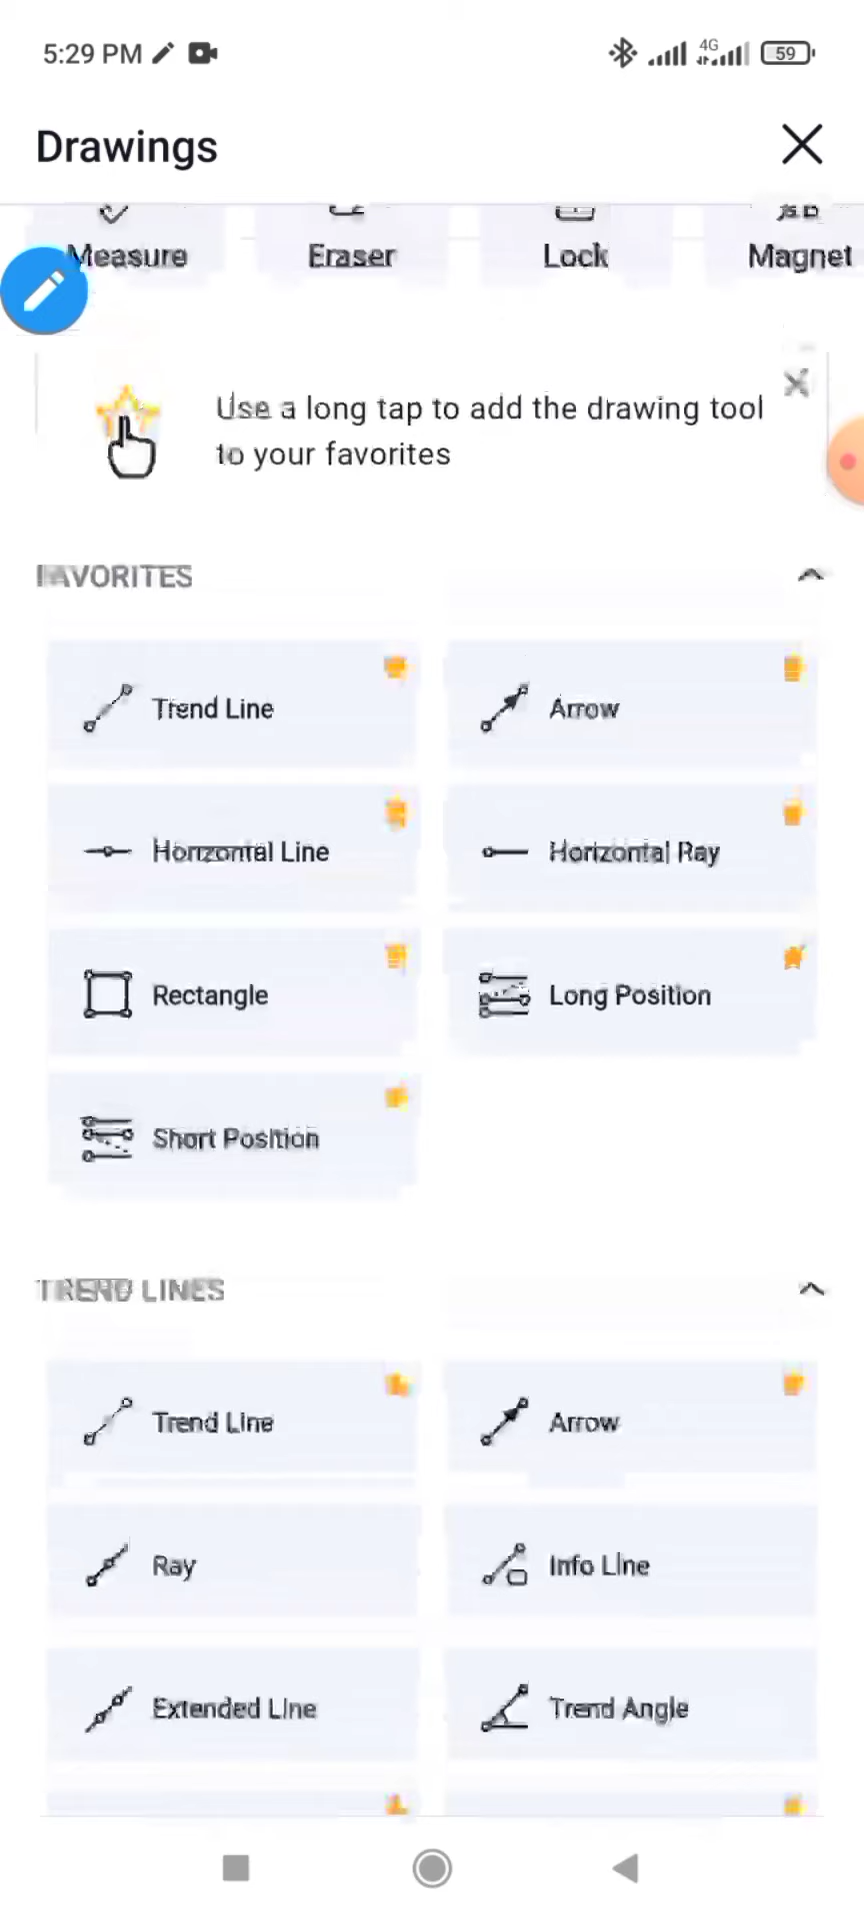 5:29 PM
4G
59
Drawings
Measure
Eraser
Lock
Magnet
Use a long tap to add the drawing tool
to your favorites
FAVORITES
Trend Line
Arrow
Horizontal Line
Horizontal Ray
Rectangle
Long Position
Short Position
TREND LINES
Trend Line
Arrow
Ray
Info Line
Extended Line
Trend Angle